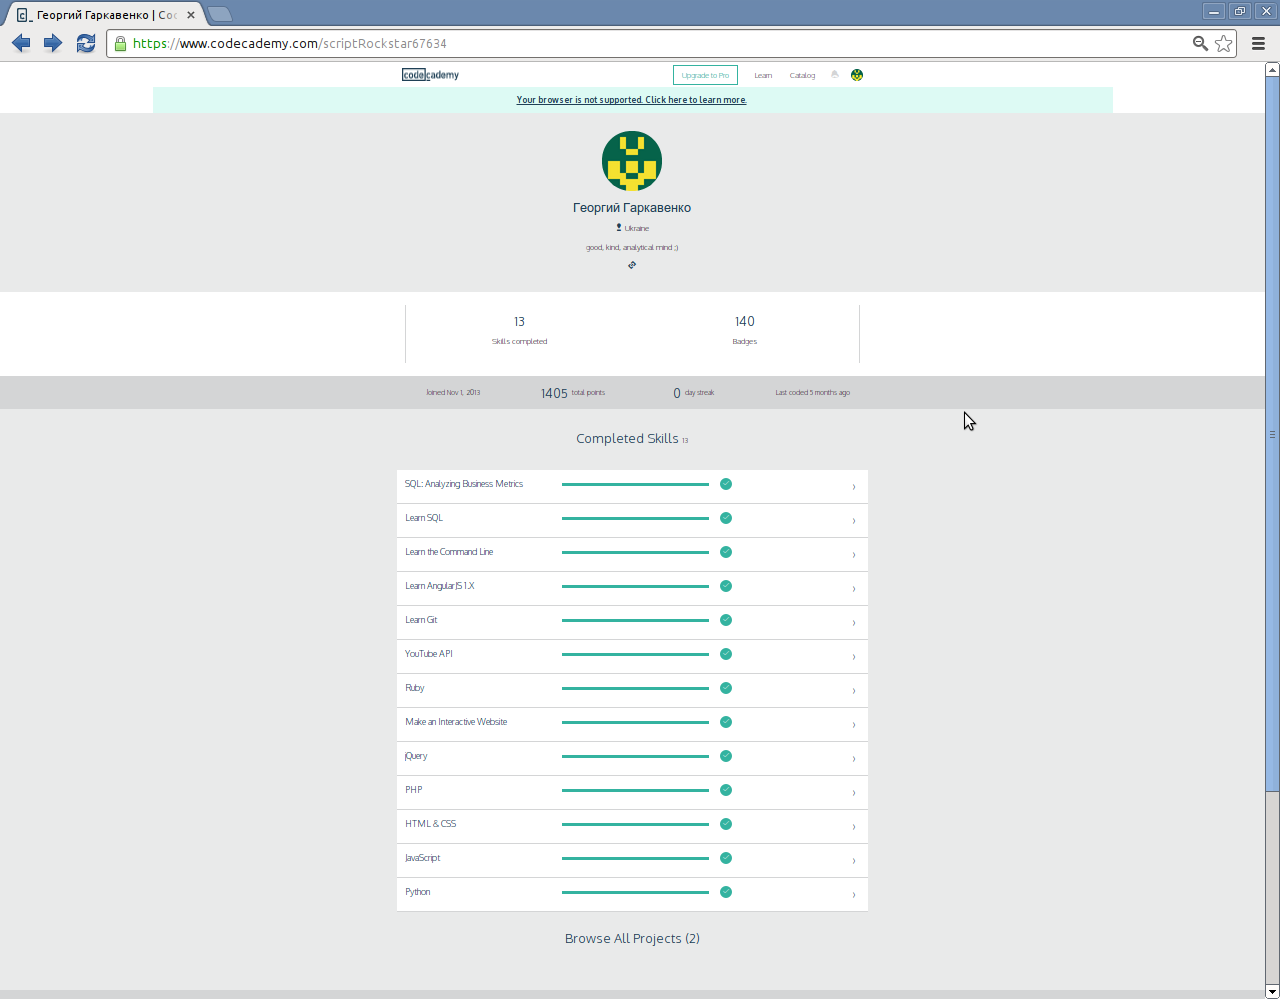 Георгий Гаркавенко | Coc
https://www.codecademy.com/scriptRockstar67634
codecademy
Upgrade to Pro
Learn
Catalog
Your browser is not supported. Click here to learn more.
Георгий Гаркавенко
Ukraine
good, kind, analytical mind ;)
13
Skills completed
140
Badges
Joined Nov 1, 2013
1405 total points
0 day streak
Last coded 5 months ago
Completed Skills 13
SQL: Analyzing Business Metrics
Learn SQL
Learn the Command Line
Learn AngularJS 1.X
Learn Git
YouTube API
Ruby
Make an Interactive Website
jQuery
PHP
HTML & CSS
JavaScript
Python
Browse All Projects (2)